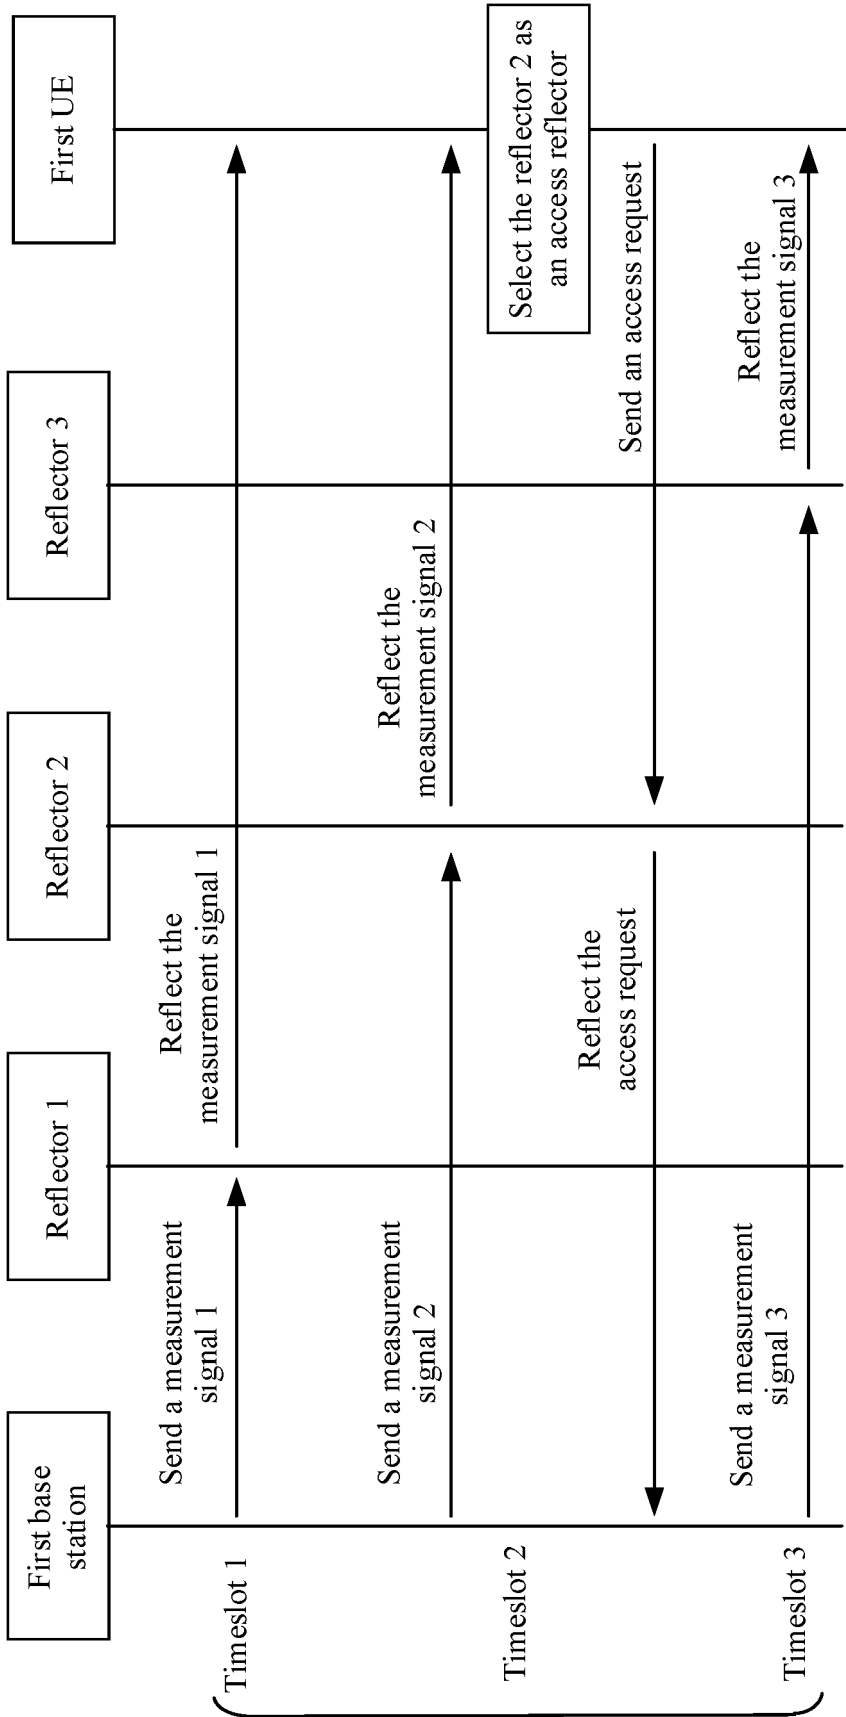 First base
station
Reflector 1
Reflector 2
Reflector 3
First UE
Timeslot 1
Send a measurement
signal 1
Reflect the
measurement signal 1
Timeslot 2
Send a measurement
signal 2
Reflect the
measurement signal 2
Select the reflector 2 as
an access reflector
Send an access request
Reflect the
access request
Timeslot 3
Send a measurement
signal 3
Reflect the
measurement signal 3